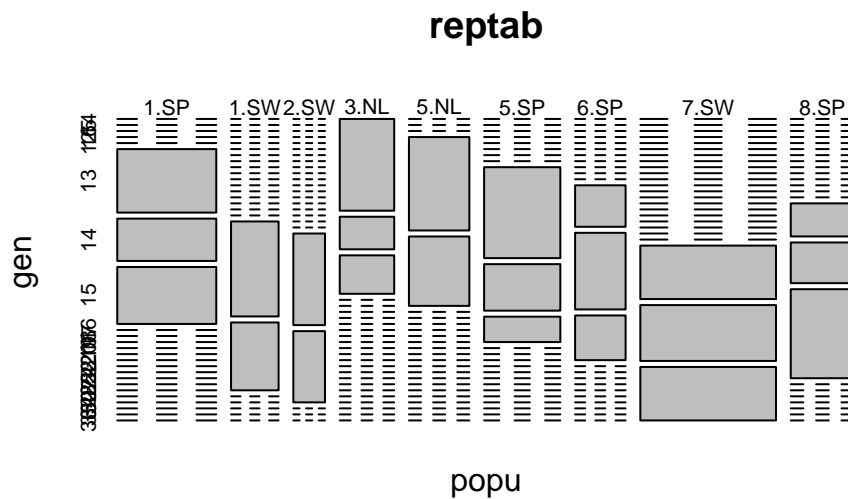 reptab
1.SP 1.SW 2.SW 3.NL 5.NL 5.SP 6.SP 7.SW 8.SP
13
14
15
gen
popu